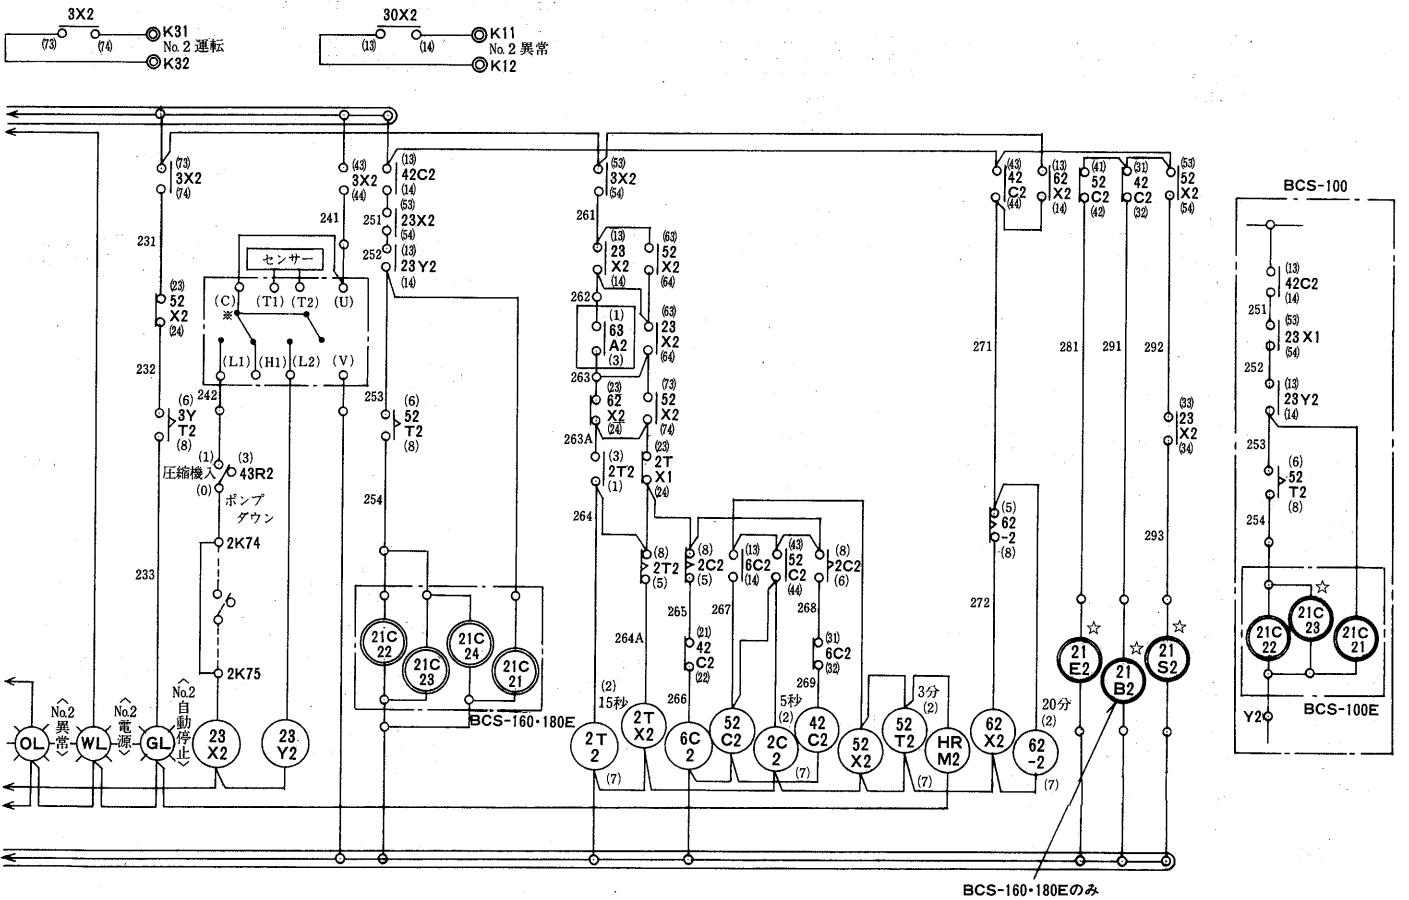 3X2
(73)
(74)
K31
No.2 運転
K32
30X2
(13)
(14)
K11
No.2 異常
K12
(73)
3X2
(74)
231
(23)
52
X2
(24)
232
(6)
3Y
T2
(8)
233
(43)
3X2
(44)
241
センサー
(C)
(T1)
(T2)
(U)
※
(L1)
(H1)
(L2)
(V)
242
(1)
(3)
圧縮機入
43R2
(0)
ポンプ
ダウン
2K74
2K75
(13)
42C2
(14)
(53)
251
23X2
(54)
252
(13)
23Y2
(14)
253
(6)
52
T2
(8)
254
21C
22
21C
23
21C
24
21C
21
BCS-160・180E
(53)
3X2
(54)
261
(13)
23
X2
(14)
(63)
52
X2
(64)
262
(1)
63
A2
(3)
(63)
23
X2
(64)
263
(23)
62
X2
(24)
(73)
52
X2
(74)
263A
(3)
2T2
(1)
(23)
2T
X1
(24)
264
(8)
2T2
(5)
264A
(8)
2C2
(5)
265
(21)
42
C2
(22)
266
(13)
6C2
(14)
267
(43)
52
C2
(44)
(8)
2C2
(6)
268
(31)
6C2
(32)
269
(43)
42
C2
(44)
(13)
62
X2
(14)
271
(5)
62
-2
(8)
272
(41)
52
C2
(42)
281
(31)
42
C2
(32)
291
(53)
52
X2
(54)
292
(33)
23
X2
(34)
293
☆
21
E2
☆
21
B2
☆
21
S2
OL
〈No.2異常〉
WL
〈No.2電源〉
GL
〈No.2自動停止〉
23
X2
23
Y2
(2)
15秒
2T
2
(7)
2T
X2
6C
2
52
C2
5秒
(2)
2C
2
(7)
42
C2
52
X2
3分
(2)
52
T2
(7)
HR
M2
62
X2
20分
(2)
62
-2
(7)
BCS-160・180Eのみ
BCS-100
(13)
42C2
(14)
251
(53)
23X1
(54)
252
(13)
23Y2
(14)
253
(6)
52
T2
(8)
254
☆
21C
22
21C
23
21C
21
BCS-100E
Y2